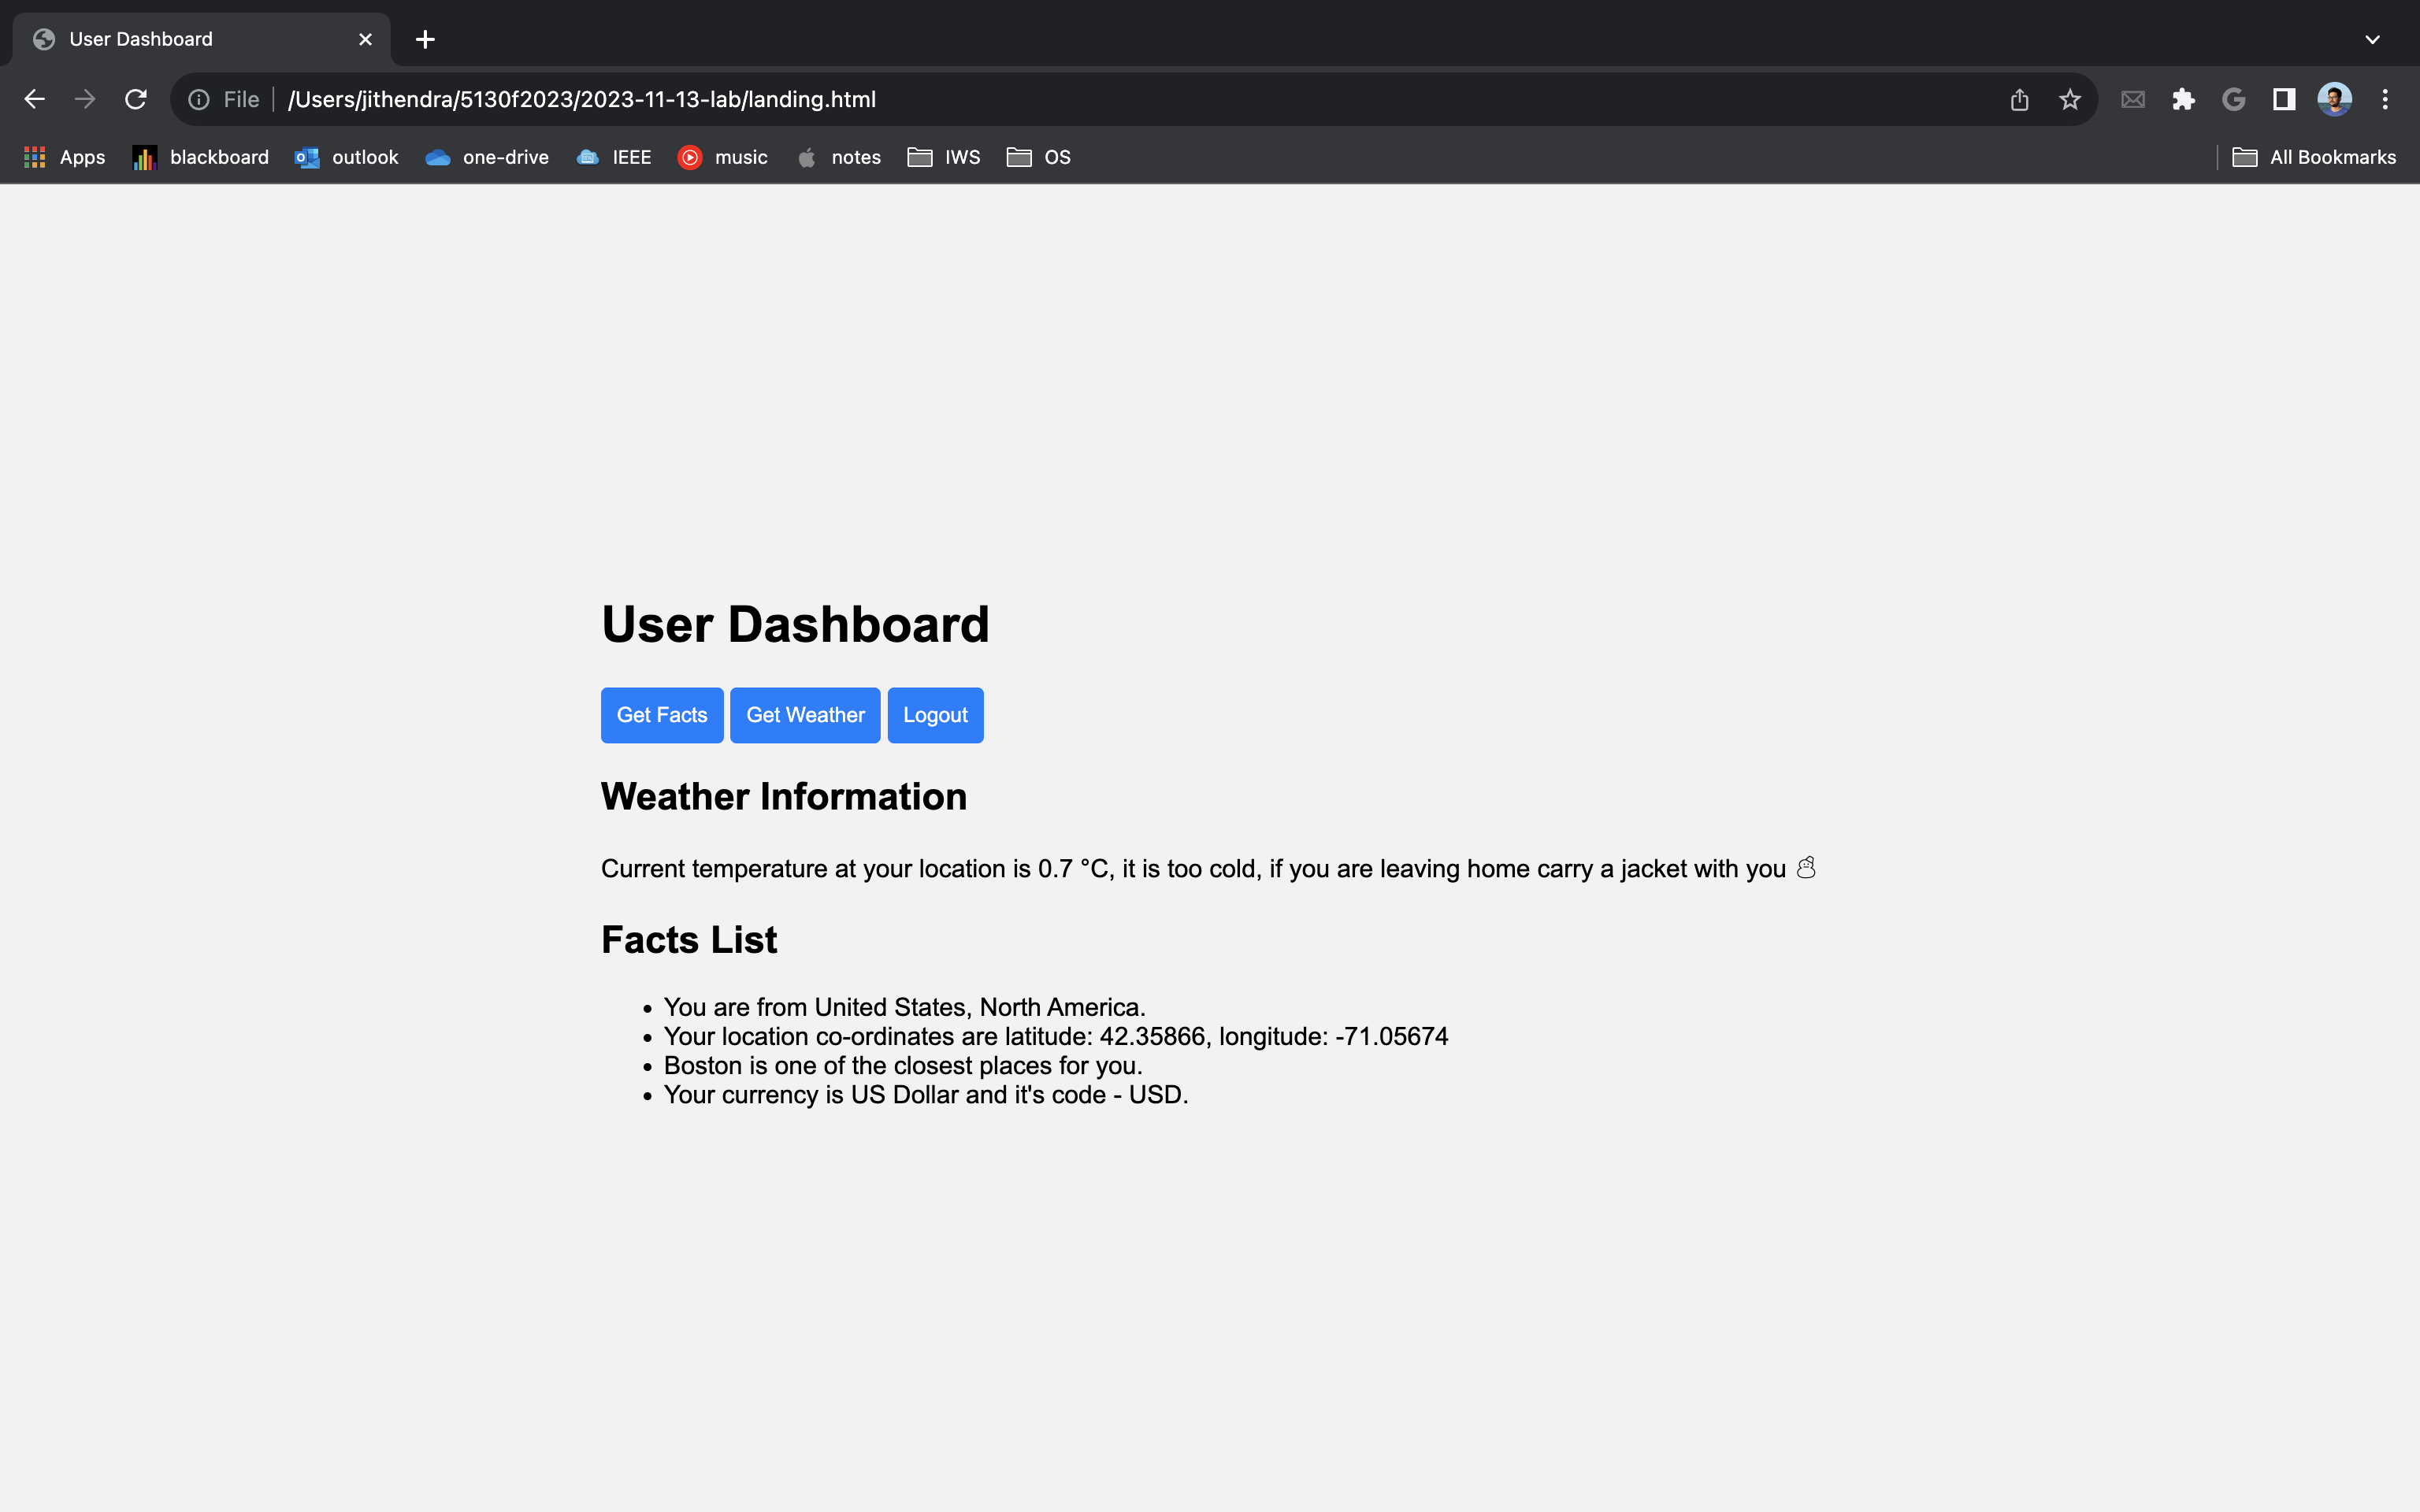 User Dashboard
File /Users/jithendra/5130f2023/2023-11-13-lab/landing.html
Apps blackboard outlook one-drive IEEE music notes IWS OS All Bookmarks
User Dashboard
Get Facts Get Weather Logout
Weather Information
Current temperature at your location is 0.7 °C, it is too cold, if you are leaving home carry a jacket with you ☃
Facts List
• You are from United States, North America.
• Your location co-ordinates are latitude: 42.35866, longitude: -71.05674
• Boston is one of the closest places for you.
• Your currency is US Dollar and it's code - USD.